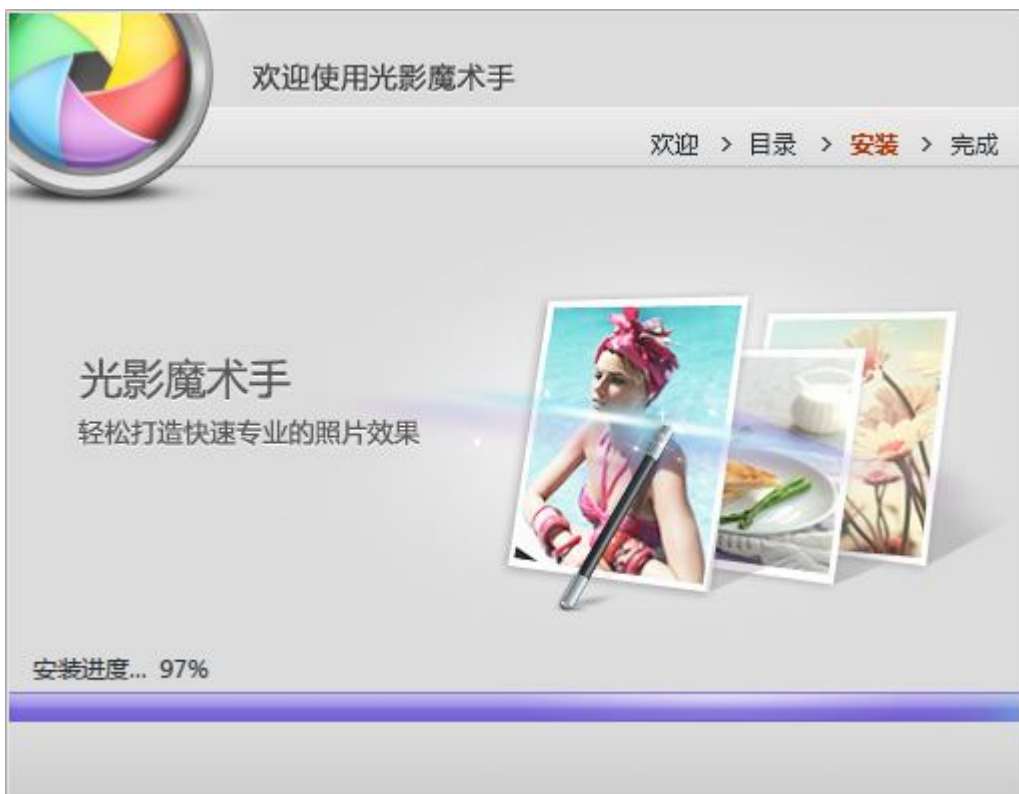 欢迎使用光影魔术手
欢迎 > 目录 > 安装 > 完成
光影魔术手
轻松打造快速专业的照片效果
安装进度... 97%